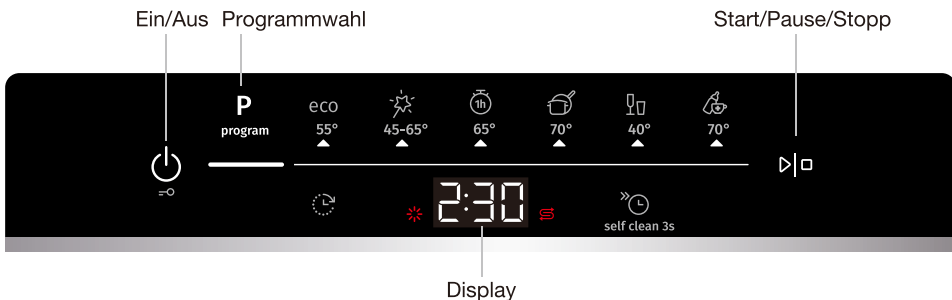 Ein/Aus Programmwahl Start/Pause/Stopp
P
program
eco
1h
55° 45-65° 65° 70° 40° 70°
2:30
self clean 3s
Display